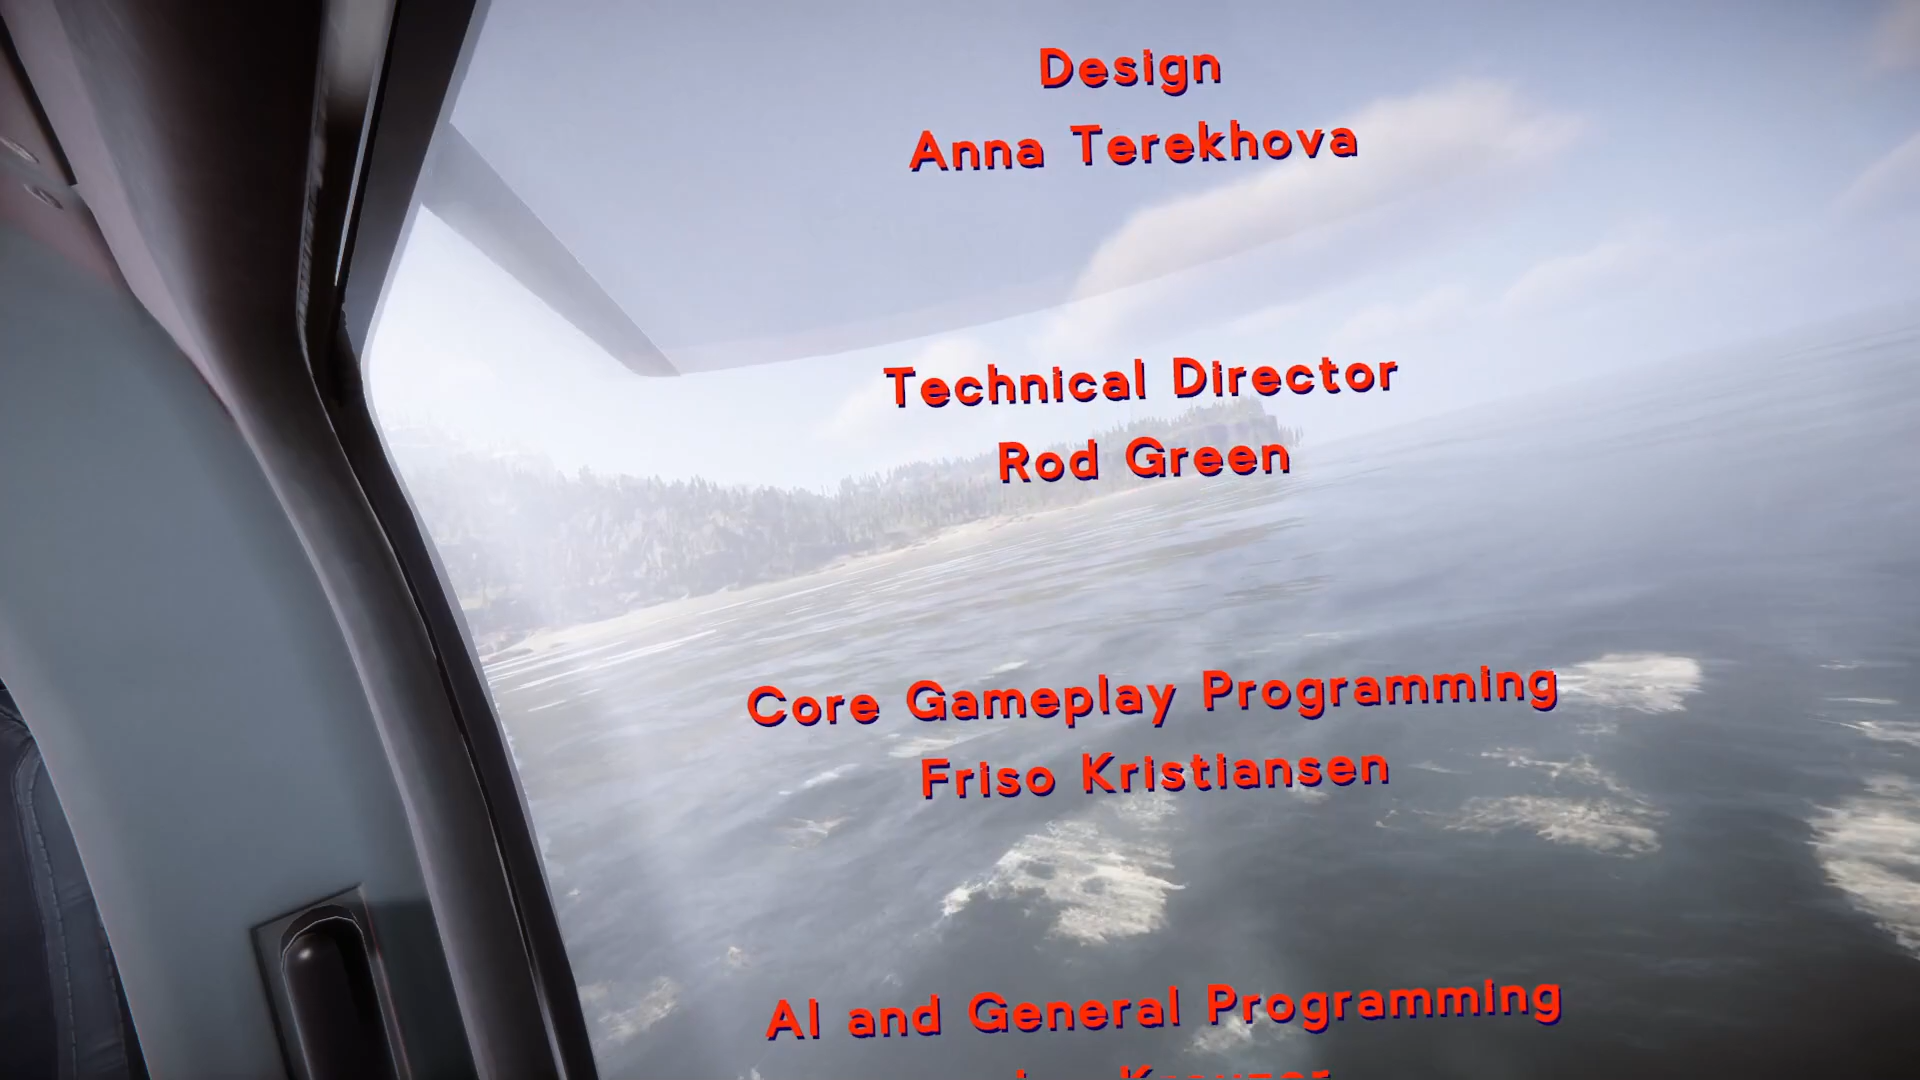 Design
Anna Terekhova
Technical Director
Rod Green
Core Gameplay Programming
Friso Kristiansen
AI and General Programming